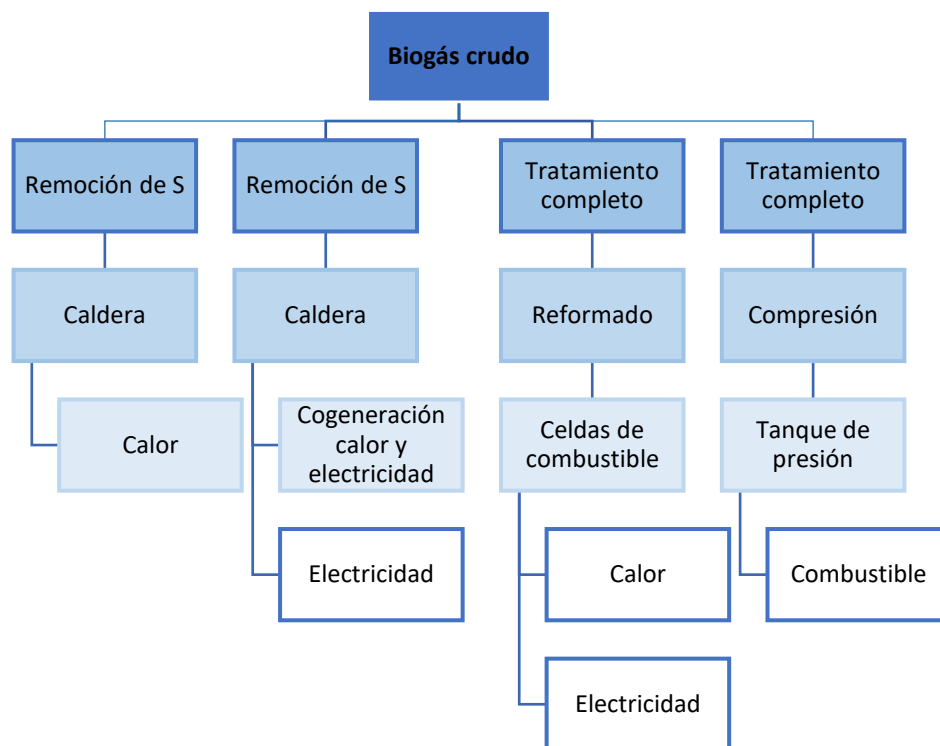 Biogás crudo
Remoción de S
Remoción de S
Tratamiento
completo
Tratamiento
completo
Caldera
Caldera
Reformado
Compresión
Calor
Cogeneración
calor y
electricidad
Celdas de
combustible
Tanque de
presión
Electricidad
Calor
Combustible
Electricidad